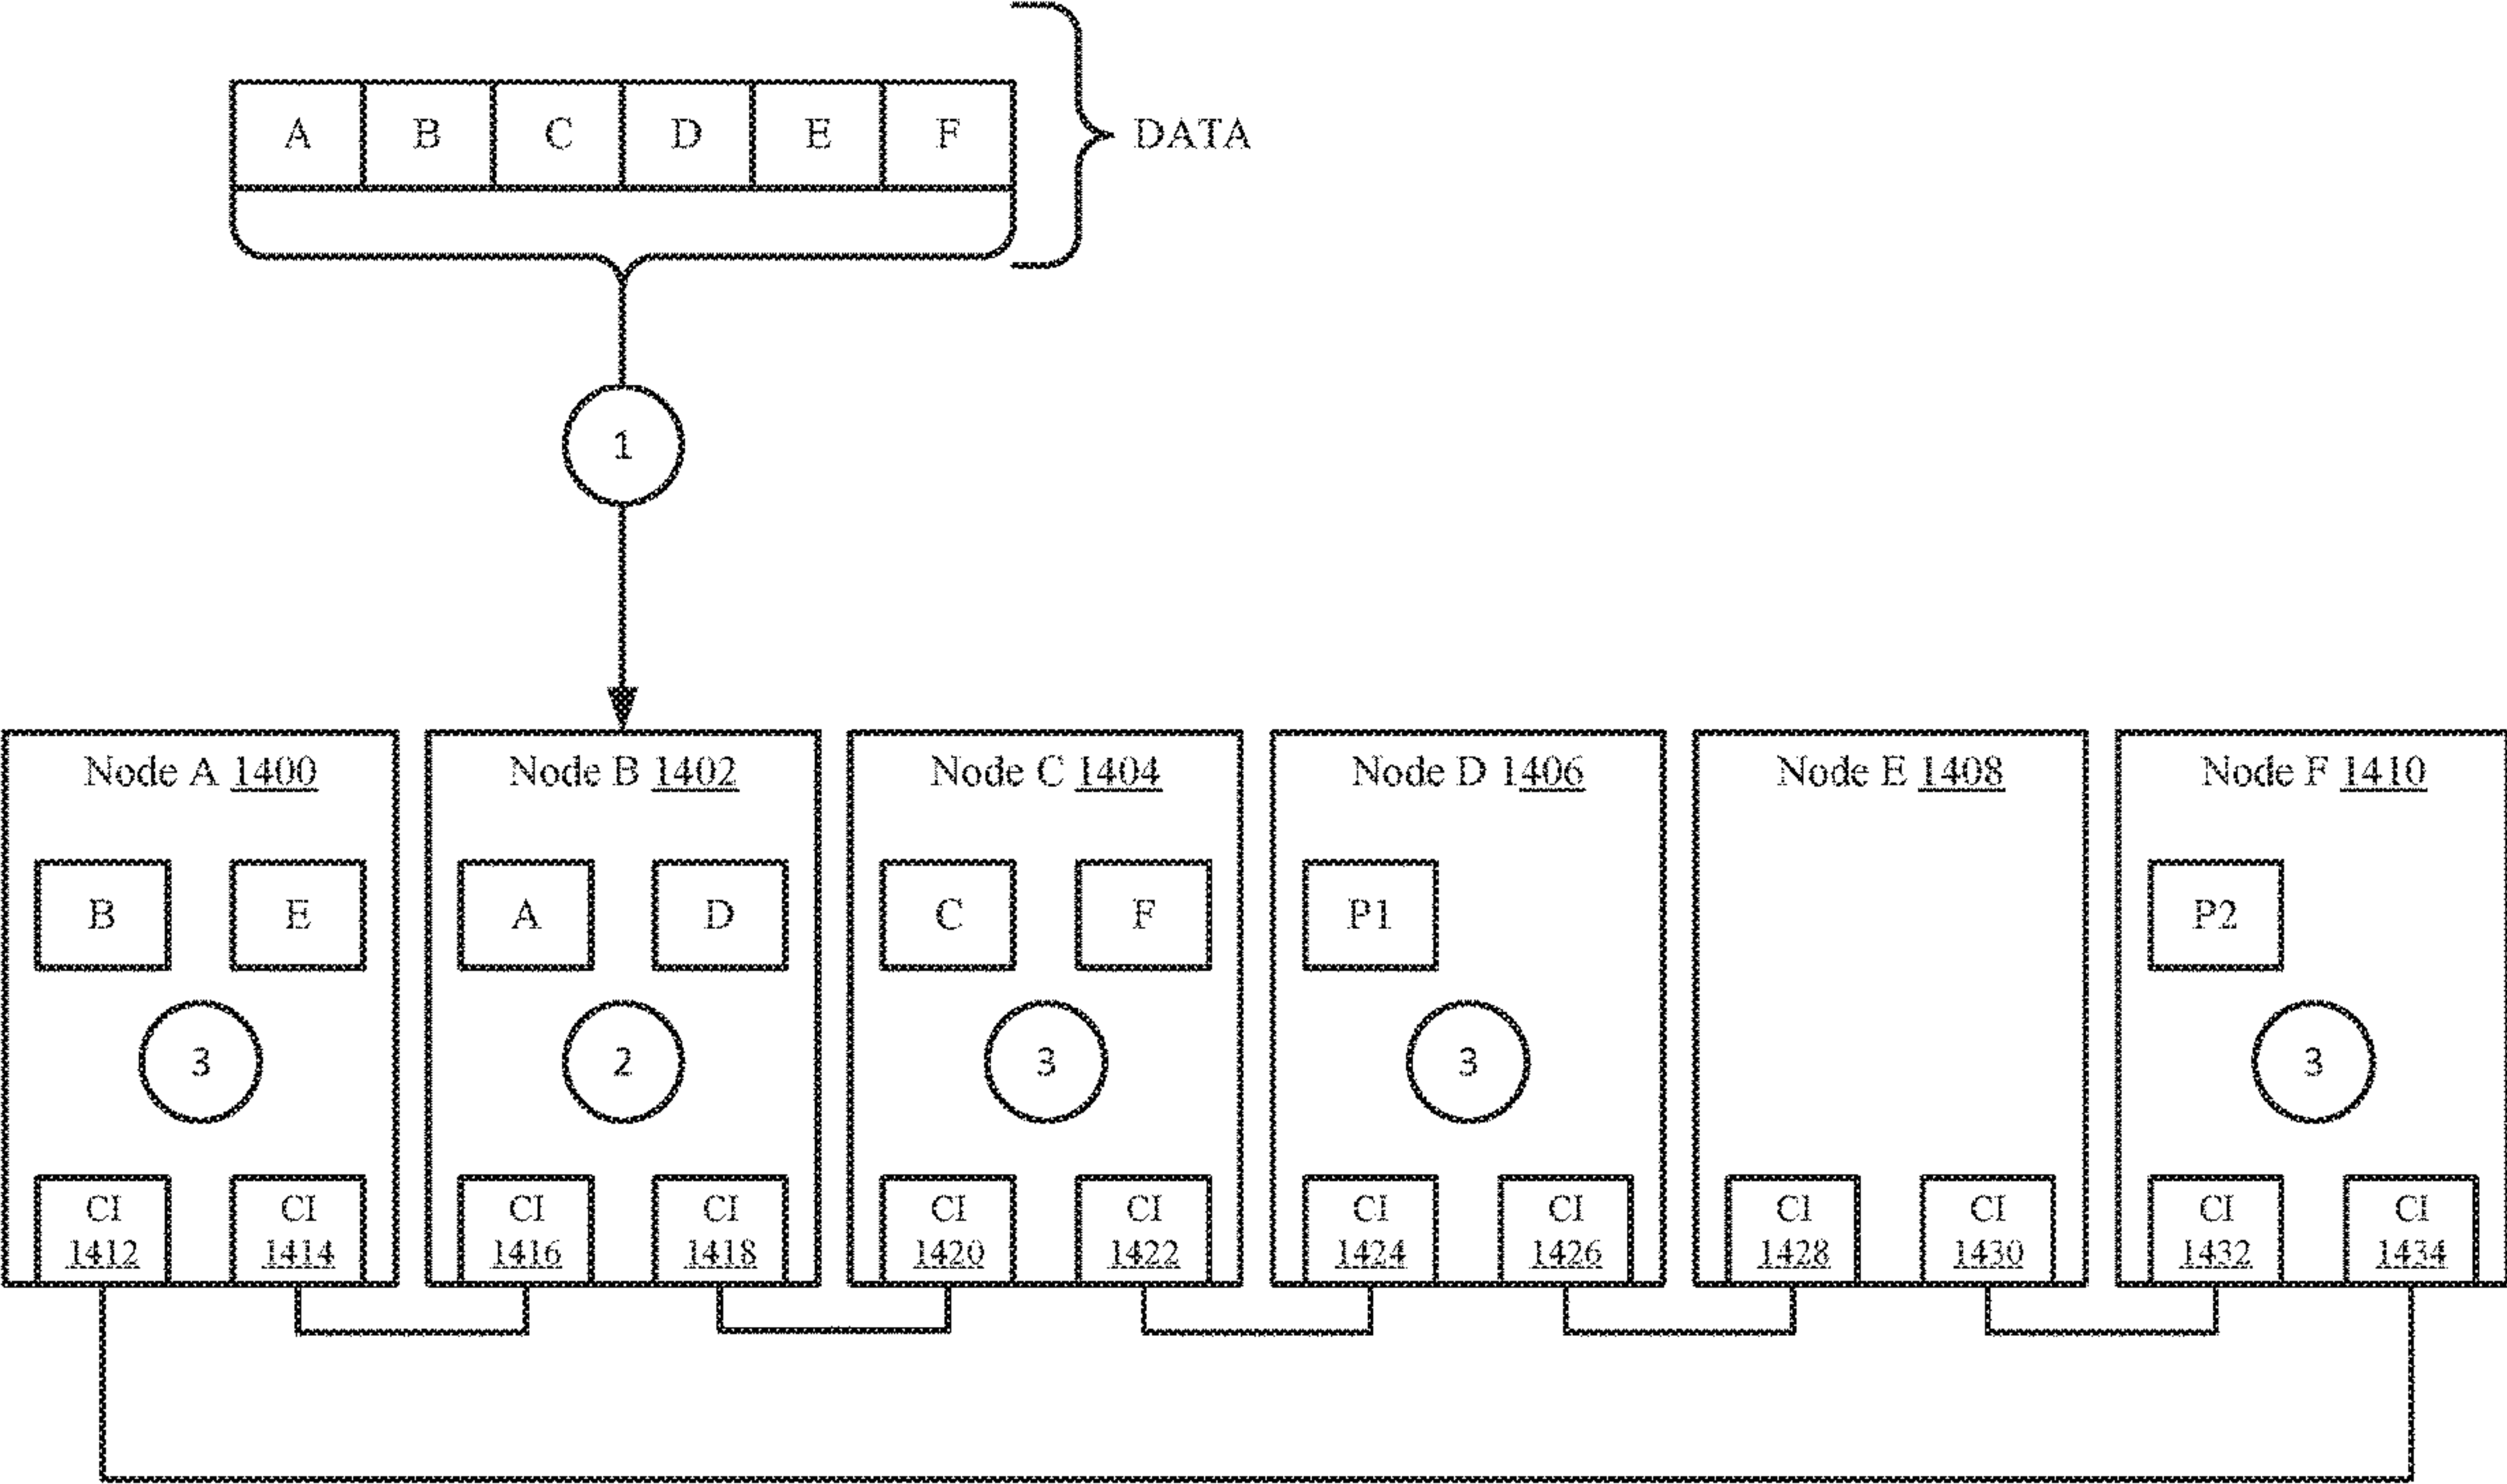 A B C D E F DATA
1
Node A 1400 Node B 1402 Node C 1404 Node D 1406 Node E 1408 Node F 1410
B E A D C F P1 P2
3 2 3 3 3
CI CI CI CI CI CI CI CI CI CI CI CI
1412 1414 1416 1418 1420 1422 1424 1426 1428 1430 1432 1434